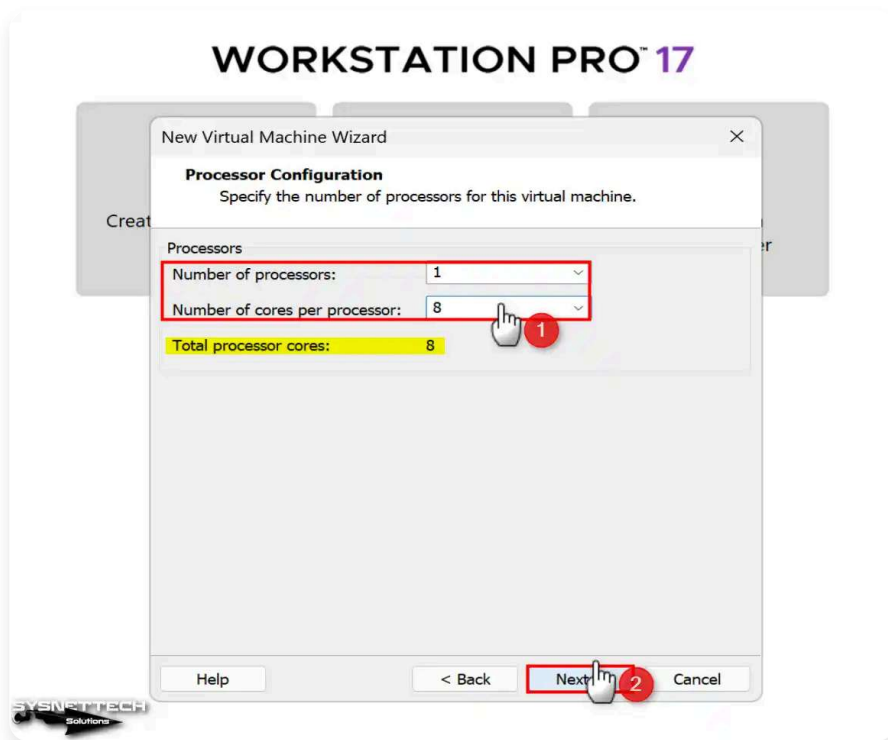 WORKSTATION PRO™ 17
New Virtual Machine Wizard
Processor Configuration
Specify the number of processors for this virtual machine.
Creat
er
Processors
Number of processors: 1
Number of cores per processor: 8
1
Total processor cores: 8
Help < Back Next Cancel
2
SYSNETTECH
Solutions